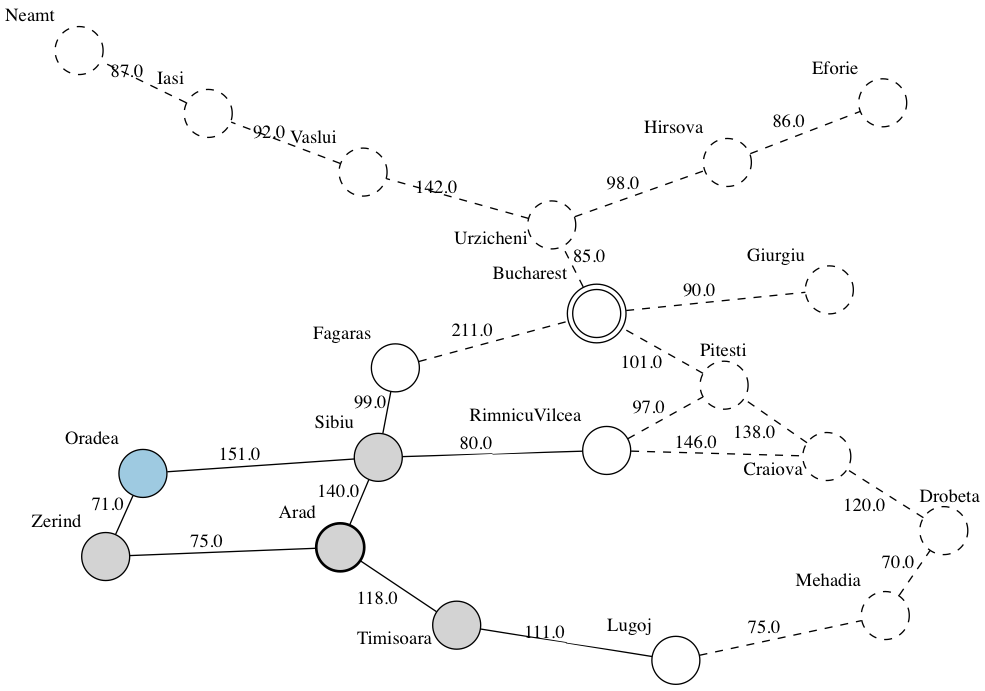 Neamt
87.0
Iasi
Eforie
92.0
Vaslui
Hirsova
86.0
142.0
98.0
Urzicheni
85.0
Bucharest
Giurgiu
90.0
Fagaras
211.0
101.0
Pitesti
99.0
97.0
Sibiu
RimnicuVilcea
138.0
Oradea
151.0
80.0
146.0
Craiova
71.0
140.0
120.0
Drobeta
Zerind
75.0
Arad
70.0
Mehadia
118.0
Timisoara
111.0
Lugoj
75.0